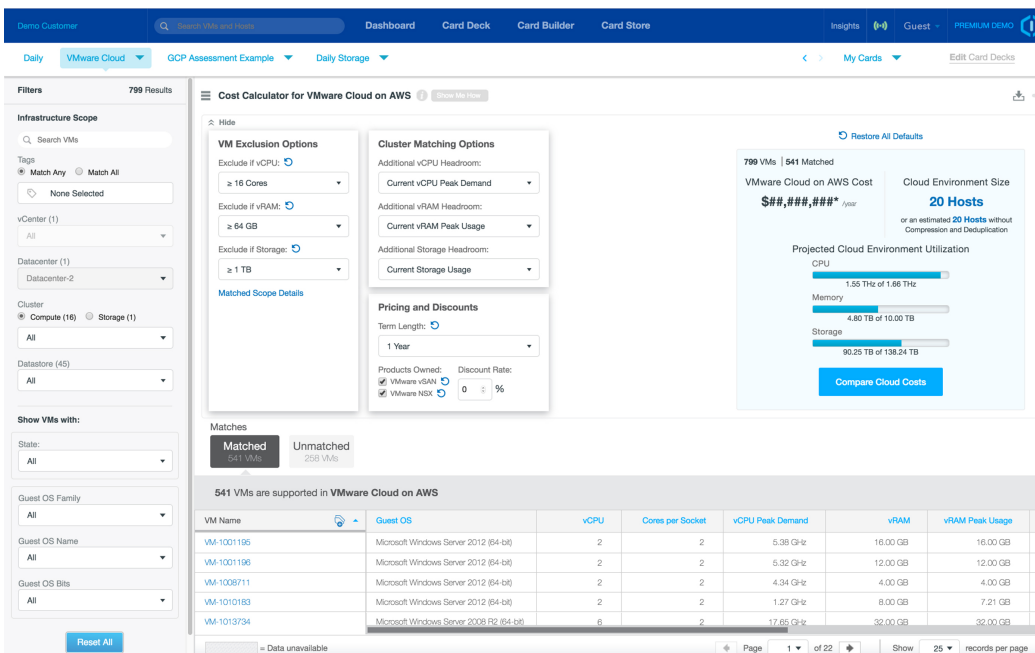 Demo Customer
Search VMs and Hosts
Dashboard
Card Deck
Card Builder
Card Store
Insights
Guest
PREMIUM DEMO
Daily
VMware Cloud
GCP Assessment Example
Daily Storage
My Cards
Edit Card Decks
Filters
799 Results
Infrastructure Scope
Search VMs
Tags
Match Any
Match All
None Selected
vCenter (1)
All
Datacenter (1)
Datacenter-2
Cluster
Compute (16)
Storage (1)
All
Datastore (45)
All
Show VMs with:
State:
All
Guest OS Family
All
Guest OS Name
All
Guest OS Bits
All
Reset All
Cost Calculator for VMware Cloud on AWS
Show Me How
Hide
VM Exclusion Options
Exclude if vCPU:
≥ 16 Cores
Exclude if vRAM:
≥ 64 GB
Exclude if Storage:
≥ 1 TB
Matched Scope Details
Cluster Matching Options
Additional vCPU Headroom:
Current vCPU Peak Demand
Additional vRAM Headroom:
Current vRAM Peak Usage
Additional Storage Headroom:
Current Storage Usage
Pricing and Discounts
Term Length:
1 Year
Products Owned:
Discount Rate:
VMware vSAN
VMware NSX
0
%
Restore All Defaults
799 VMs | 541 Matched
VMware Cloud on AWS Cost
$##,###,###* /year
Cloud Environment Size
20 Hosts
or an estimated 20 Hosts without
Compression and Deduplication
Projected Cloud Environment Utilization
CPU
1.55 THz of 1.66 THz
Memory
4.80 TB of 10.00 TB
Storage
90.25 TB of 138.24 TB
Compare Cloud Costs
Matches
Matched
541 VMs
Unmatched
258 VMs
541 VMs are supported in VMware Cloud on AWS
VM Name Guest OS vCPU Cores per Socket vCPU Peak Demand vRAM vRAM Peak Usage
VM-1001195 Microsoft Windows Server 2012 (64-bit) 2 2 5.38 GHz 16.00 GB 16.00 GB
VM-1001196 Microsoft Windows Server 2012 (64-bit) 2 2 5.32 GHz 12.00 GB 12.00 GB
VM-1008711 Microsoft Windows Server 2012 (64-bit) 2 2 4.34 GHz 4.00 GB 4.00 GB
VM-1010183 Microsoft Windows Server 2012 (64-bit) 2 2 1.27 GHz 8.00 GB 7.21 GB
VM-1013734 Microsoft Windows Server 2008 R2 (64-bit) 6 2 17.65 GHz 32.00 GB 32.00 GB
= Data unavailable
Page 1 of 22
Show 25 records per page